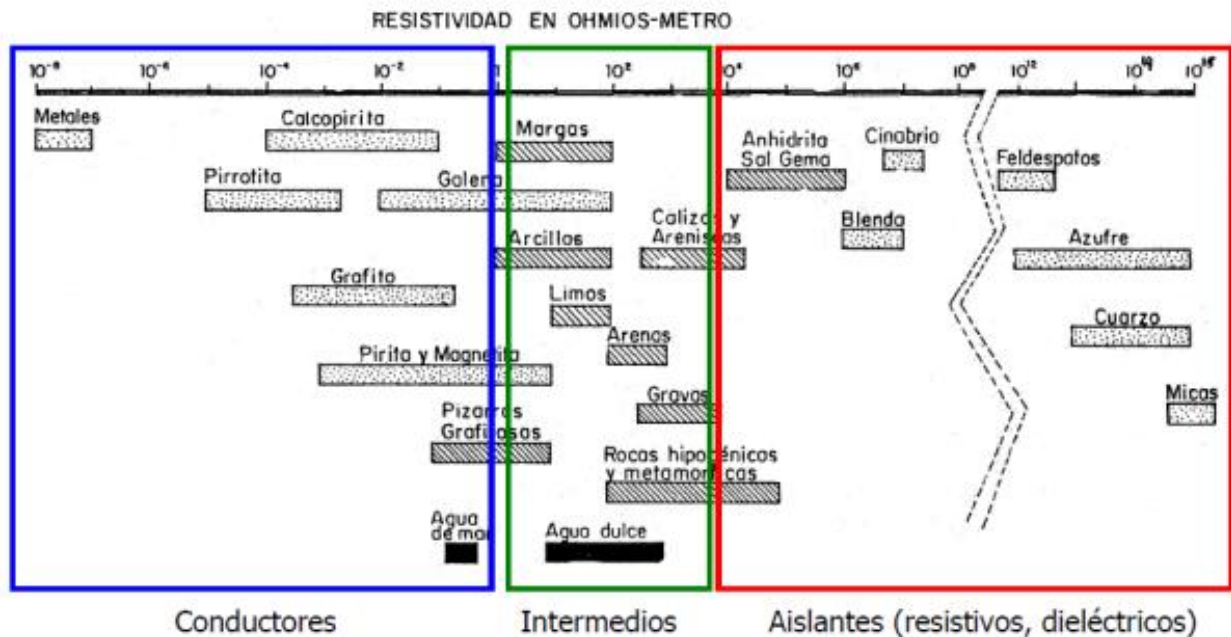 RESISTIVIDAD EN OHMIOS-METRO
10⁻⁸ 10⁻⁶ 10⁻⁴ 10⁻² 1 10² 10⁴ 10⁶ 10⁸ 10¹² 10¹⁴ 10¹⁵
Metales
Calcopirita
Margas
Anhidrita
Sal Gema
Cinabrio
Feldespatos
Pirrotita
Galena
Arcillas
Calizas y
Areniscas
Blenda
Azufre
Grafito
Limos
Arenas
Cuarzo
Pirita y Magnetita
Gravas
Micas
Pizarras
Grafitosas
Rocas hipogénicas
y metamorficas
Agua
de mar
Agua dulce
Conductores
Intermedios
Aislantes (resistivos, dieléctricos)